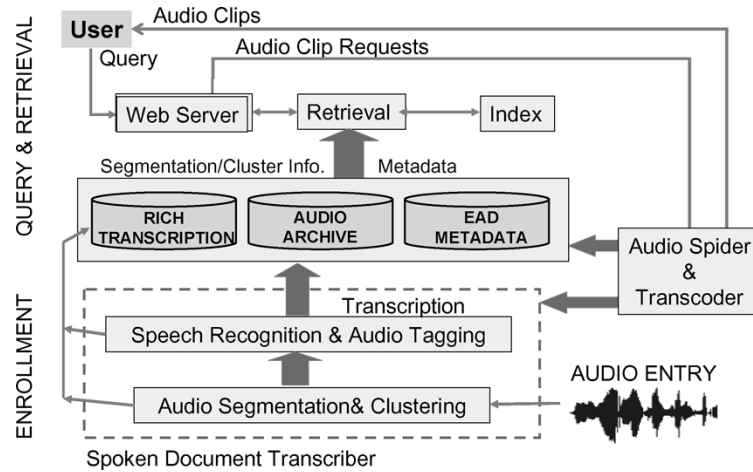 Audio Clips
User
Audio Clip Requests
Query
Web Server
Retrieval
Index
QUERY & RETRIEVAL
Segmentation/Cluster Info.
Metadata
RICH
TRANSCRIPTION
AUDIO
ARCHIVE
EAD
METADATA
Audio Spider
&
Transcoder
ENROLLMENT
Transcription
Speech Recognition & Audio Tagging
AUDIO ENTRY
Audio Segmentation& Clustering
Spoken Document Transcriber